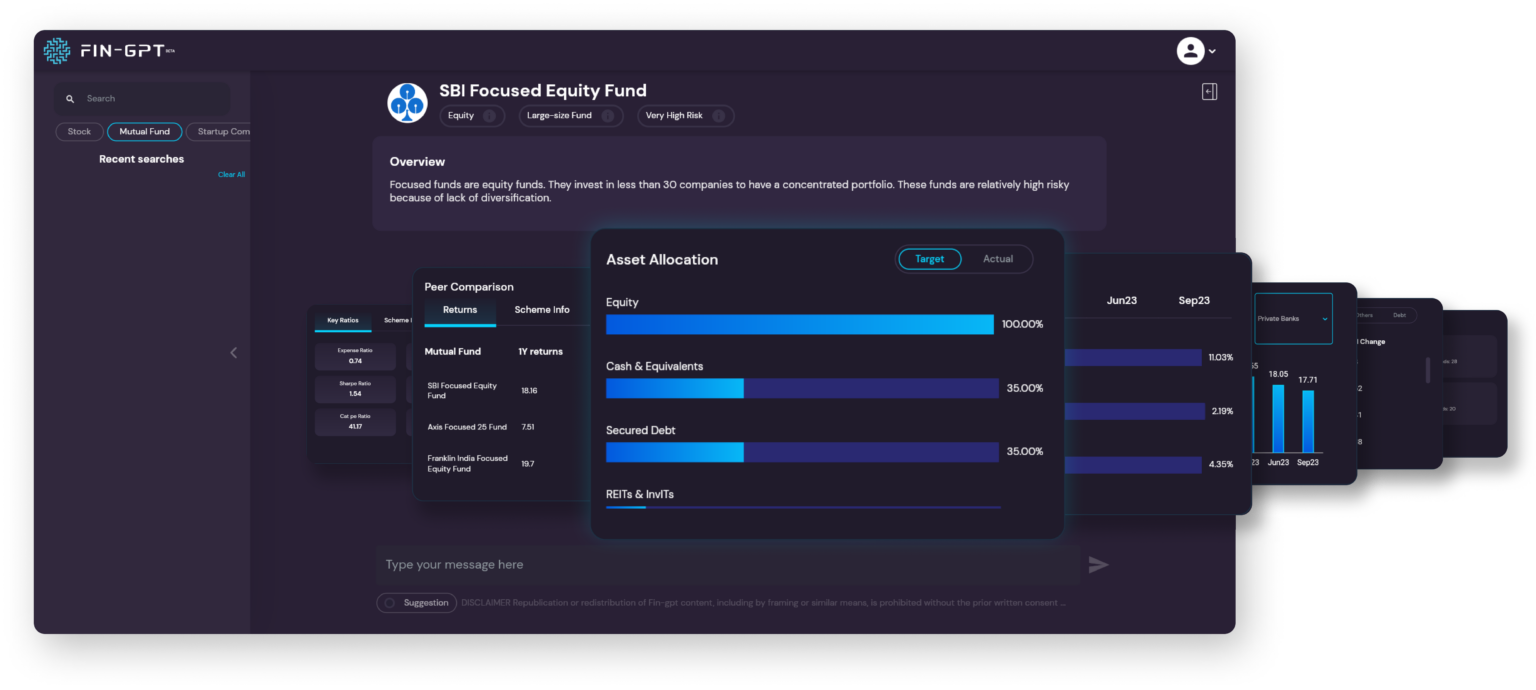 FIN-GPT BETA
Search
Stock
Mutual Fund
Startup Com
Recent searches
Clear All
SBI Focused Equity Fund
Equity
Large-size Fund
Very High Risk
Overview
Focused funds are equity funds. They invest in less than 30 companies to have a concentrated portfolio. These funds are relatively high risky
because of lack of diversification.
Key Ratios
Scheme I
Expense Ratio
0.74
Sharpe Ratio
1.54
Cat pe Ratio
41.17
Peer Comparison
Returns
Scheme Info
Mutual Fund
1Y returns
SBI Focused Equity
Fund
18.16
Axis Focused 25 Fund
7.51
Franklin India Focused
Equity Fund
19.7
Asset Allocation
Target
Actual
Equity
100.00%
Cash & Equivalents
35.00%
Secured Debt
35.00%
REITs & InvITs
Jun23
Sep23
11.03%
2.19%
4.35%
Private Banks
18.05
17.71
23
Jun23
Sep23
Others
Debt
Change
Type your message here
Suggestion
DISCLAIMER Republication or redistribution of Fin-gpt content, including by framing or similar means, is prohibited without the prior written consent ...